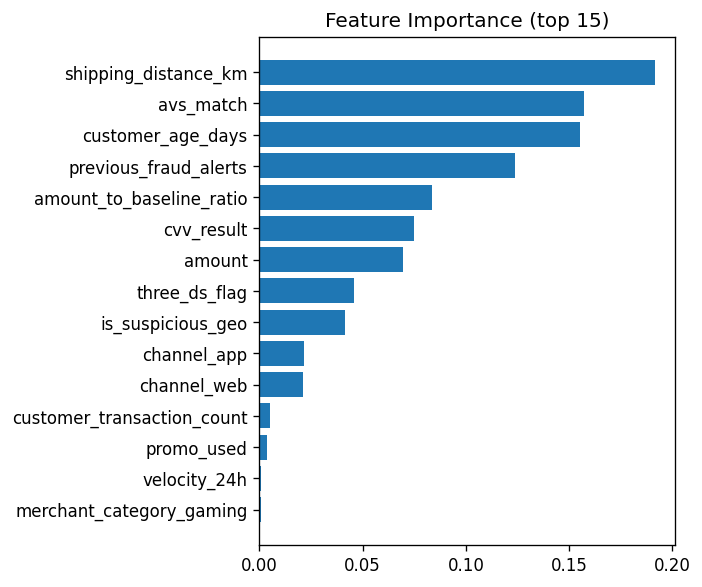 Feature Importance (top 15)
shipping_distance_km
avs_match
customer_age_days
previous_fraud_alerts
amount_to_baseline_ratio
cvv_result
amount
three_ds_flag
is_suspicious_geo
channel_app
channel_web
customer_transaction_count
promo_used
velocity_24h
merchant_category_gaming
0.00 0.05 0.10 0.15 0.20